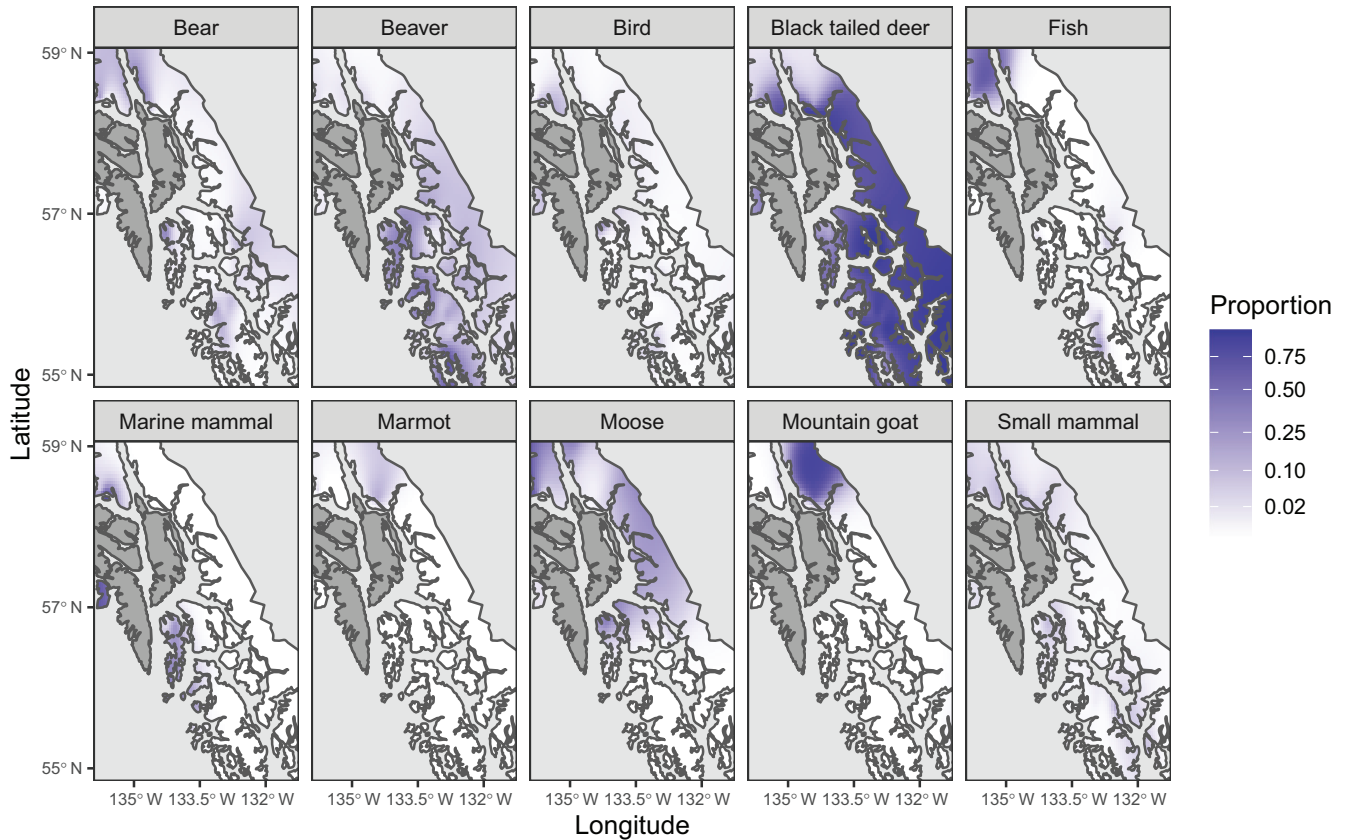 Bear Beaver Bird Black tailed deer Fish
59° N
57° N
55° N
Marine mammal Marmot Moose Mountain goat Small mammal
59° N
57° N
55° N
135° W 133.5° W 132° W 135° W 133.5° W 132° W 135° W 133.5° W 132° W 135° W 133.5° W 132° W 135° W 133.5° W 132° W
Longitude
Latitude
Proportion
0.75
0.50
0.25
0.10
0.02